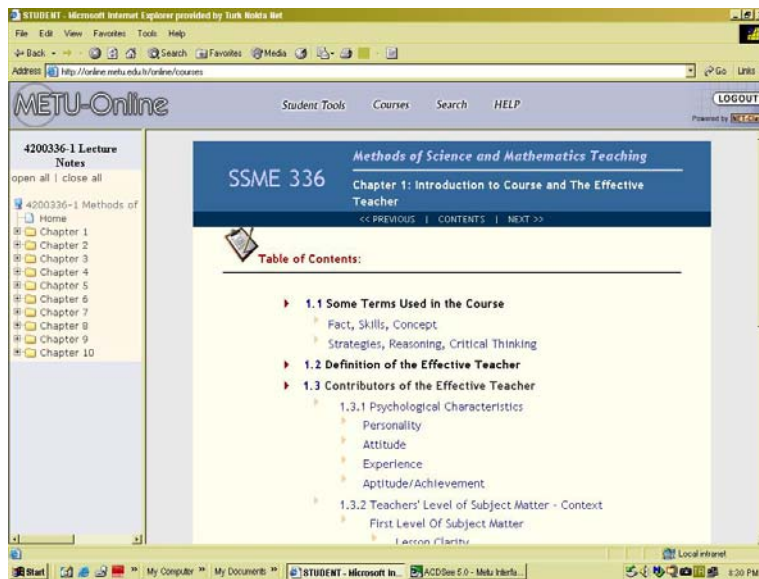 STUDENT - Microsoft Internet Explorer provided by Turk Nokta Net
File Edit View Favorites Tools Help
Back Search Favorites Media
Address http://online.metu.edu.tr/online/courses Go Links
METU-Online Student Tools Courses Search HELP LOGOUT
Powered by
4200336-1 Lecture
Notes
open all | close all
4200336-1 Methods of
Home
Chapter 1
Chapter 2
Chapter 3
Chapter 4
Chapter 5
Chapter 6
Chapter 7
Chapter 8
Chapter 9
Chapter 10
SSME 336
Methods of Science and Mathematics Teaching
Chapter 1: Introduction to Course and The Effective
Teacher
<< PREVIOUS | CONTENTS | NEXT >>
Table of Contents:
1.1 Some Terms Used in the Course
Fact, Skills, Concept
Strategies, Reasoning, Critical Thinking
1.2 Definition of the Effective Teacher
1.3 Contributors of the Effective Teacher
1.3.1 Psychological Characteristics
Personality
Attitude
Experience
Aptitude/Achievement
1.3.2 Teachers' Level of Subject Matter - Context
First Level Of Subject Matter
Lesson Clarity
Local intranet
Start My Computer My Documents STUDENT - Microsoft In... ACDSee 5.0 - Metu Interfa... 8:30 PM